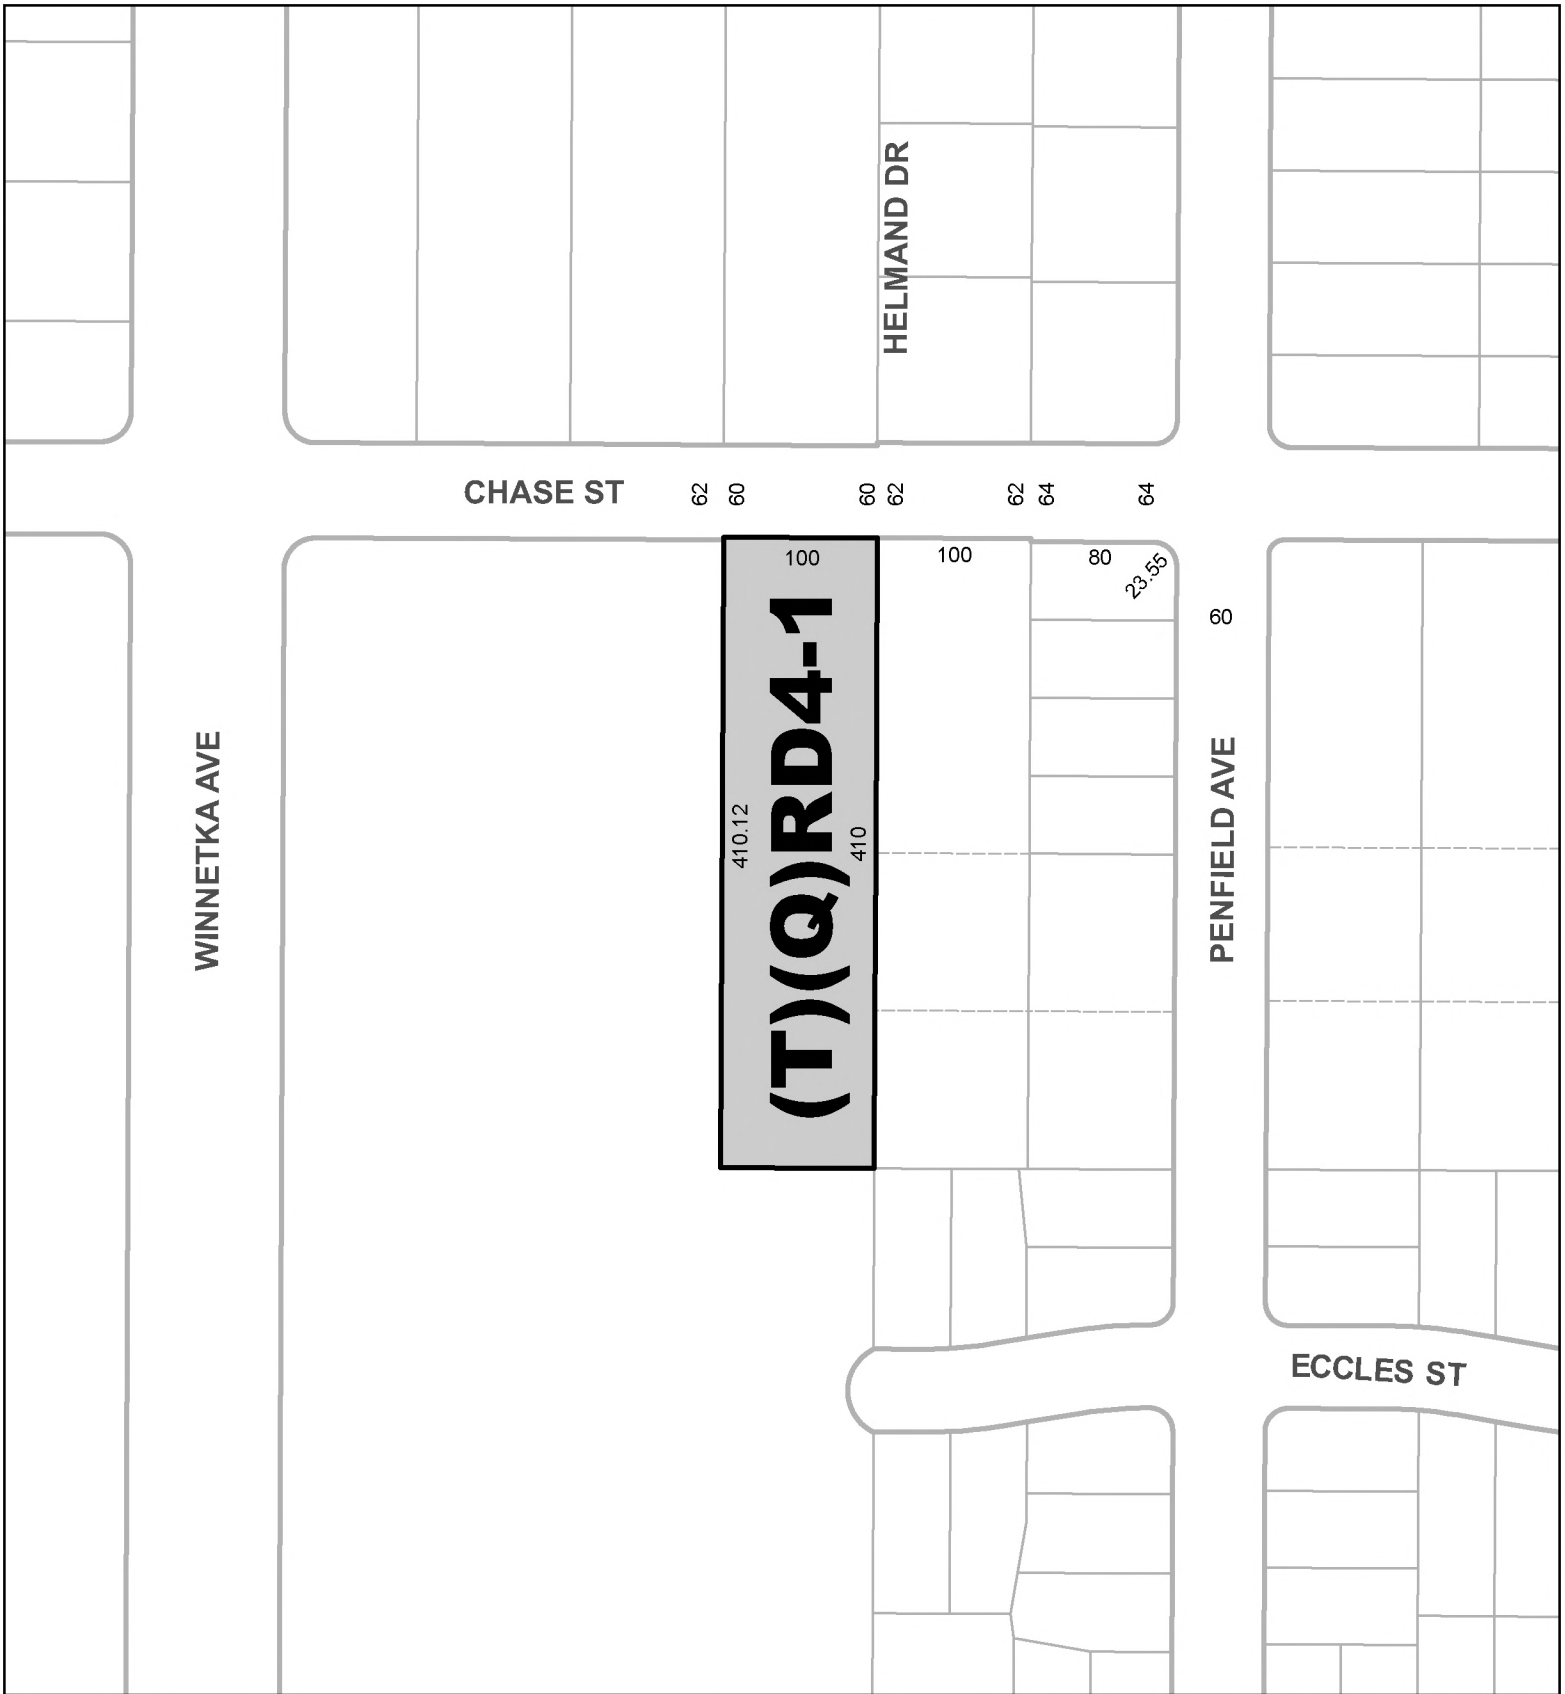 HELMAND DR
CHASE ST
62
60
60
62
62
64
64
100
100
80
23.55
60
(T)(Q)RD4-1
410.12
410
WINNETKA AVE
PENFIELD AVE
ECCLES ST